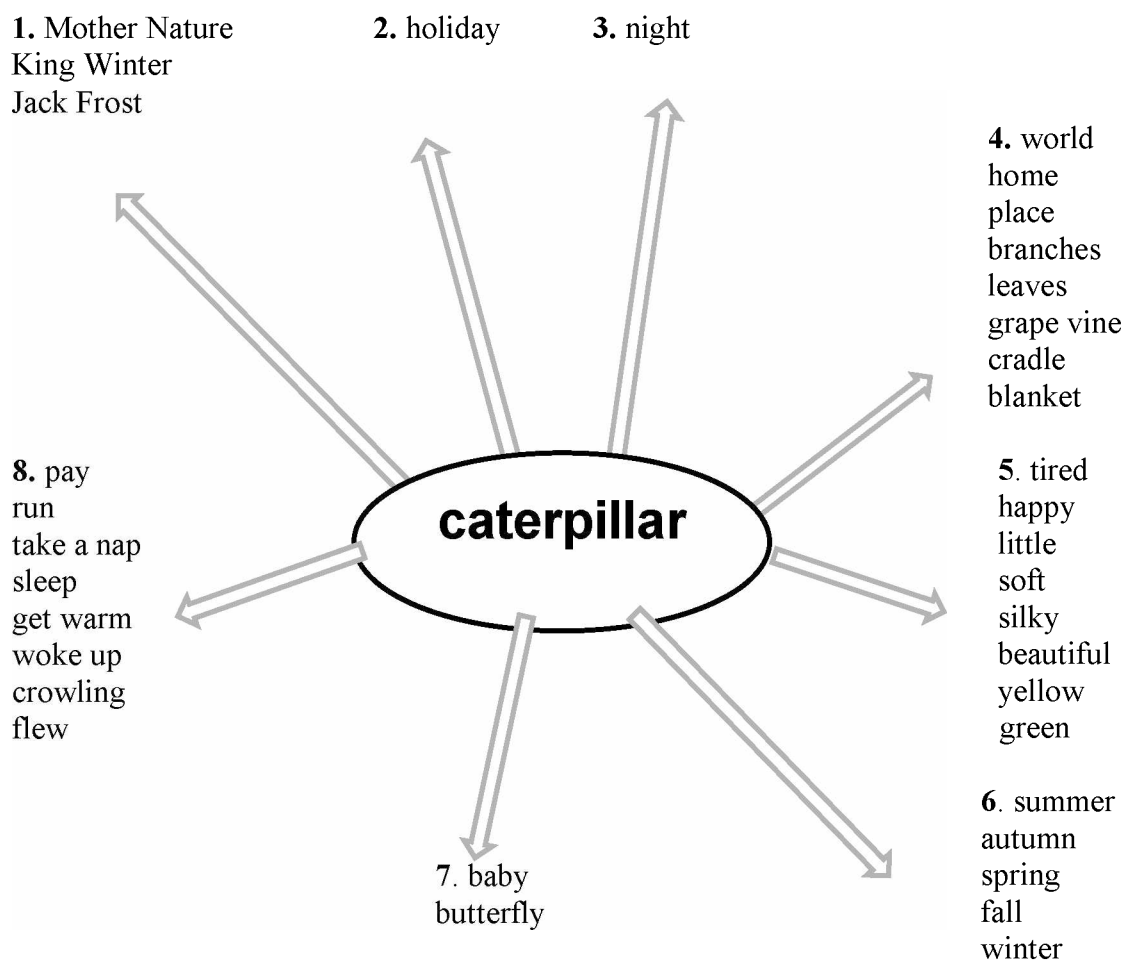 1. Mother Nature
King Winter
Jack Frost
2. holiday
3. night
4. world
home
place
branches
leaves
grape vine
cradle
blanket
caterpillar
5. tired
happy
little
soft
silky
beautiful
yellow
green
6. summer
autumn
spring
fall
winter
7. baby
butterfly
8. pay
run
take a nap
sleep
get warm
woke up
crowling
flew